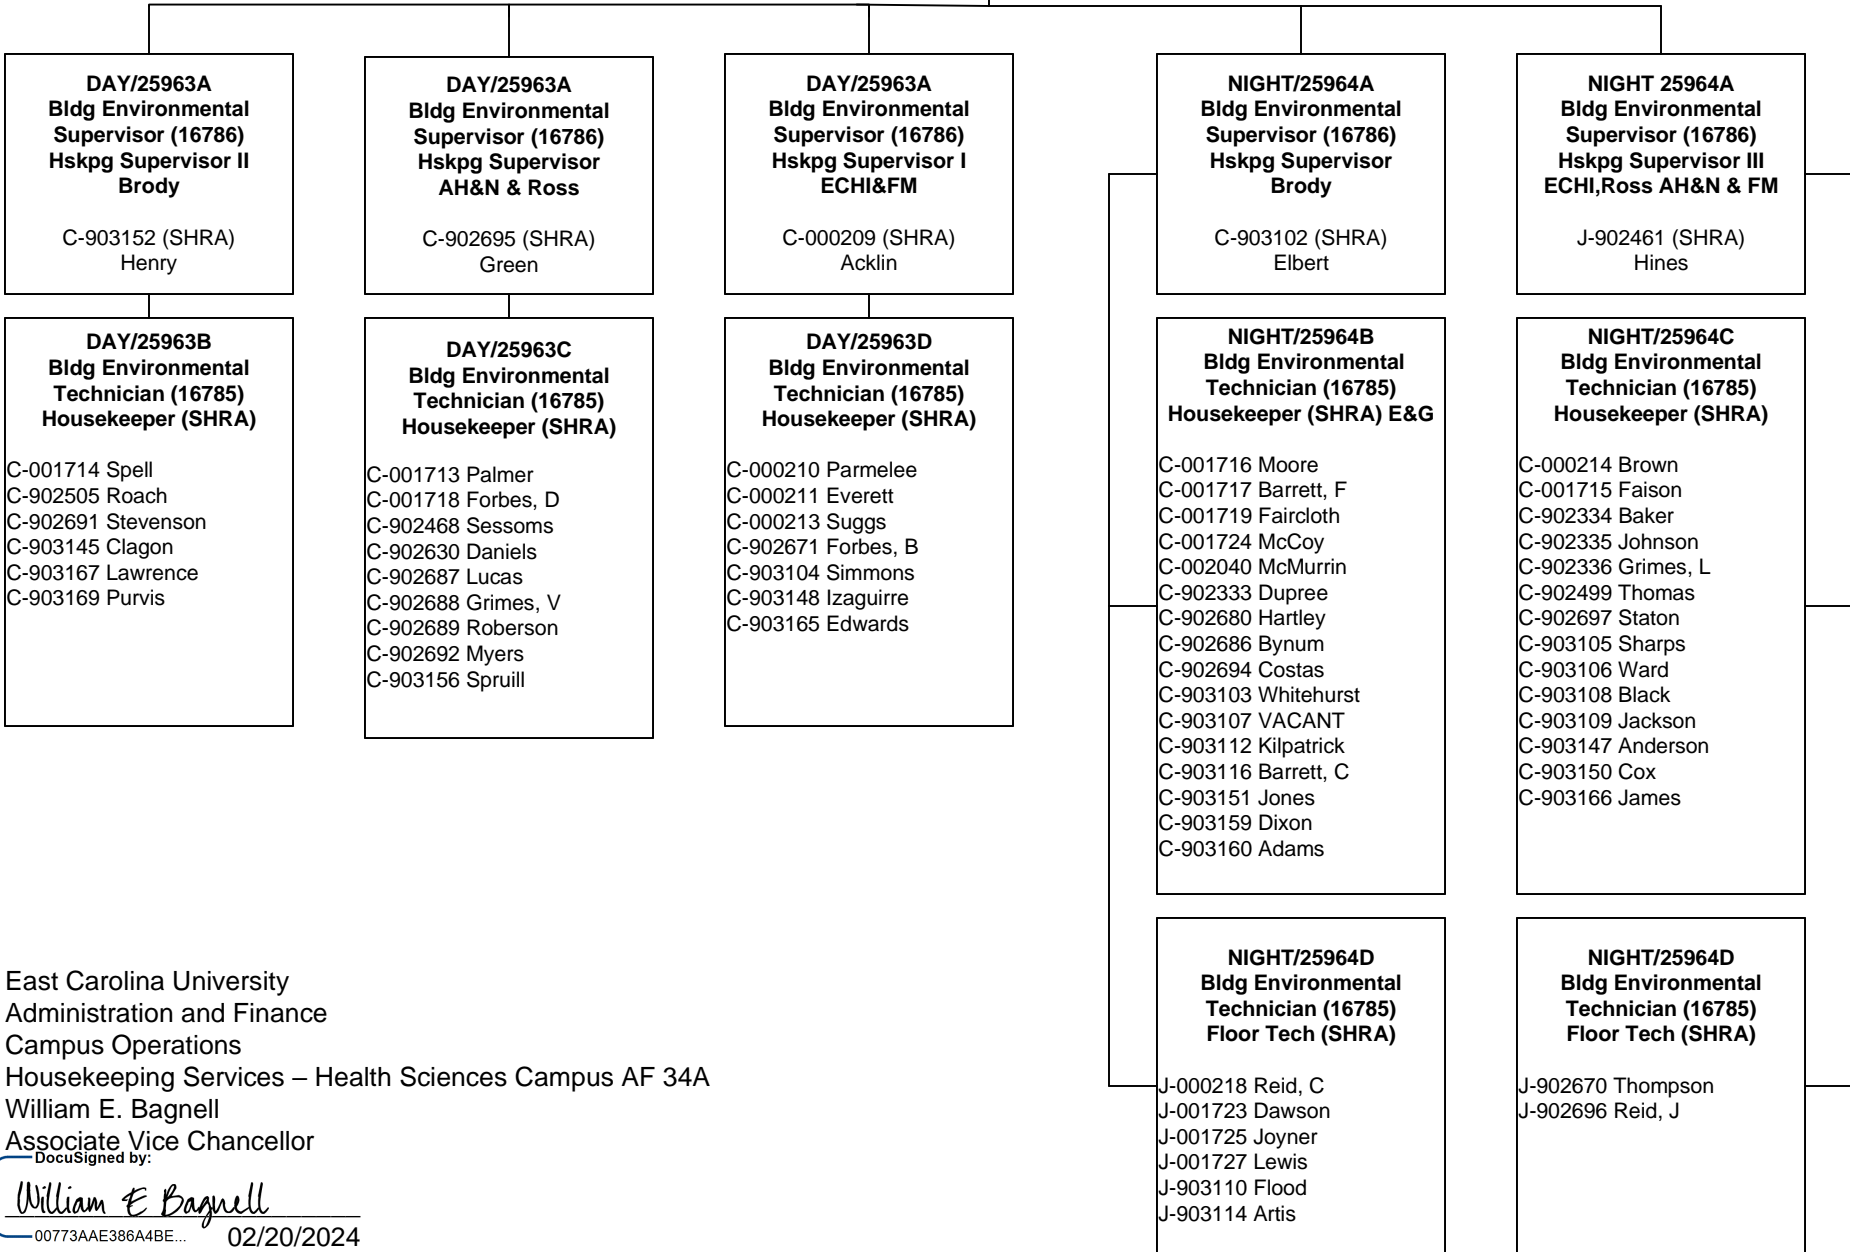 DAY/25963A
Bldg Environmental
Supervisor (16786)
Hskpg Supervisor II
Brody
C-903152 (SHRA)
Henry
DAY/25963A
Bldg Environmental
Supervisor (16786)
Hskpg Supervisor
AH&N & Ross
C-902695 (SHRA)
Green
DAY/25963A
Bldg Environmental
Supervisor (16786)
Hskpg Supervisor I
ECHI&FM
C-000209 (SHRA)
Acklin
NIGHT/25964A
Bldg Environmental
Supervisor (16786)
Hskpg Supervisor
Brody
C-903102 (SHRA)
Elbert
NIGHT 25964A
Bldg Environmental
Supervisor (16786)
Hskpg Supervisor III
ECHI,Ross AH&N & FM
J-902461 (SHRA)
Hines
DAY/25963B
Bldg Environmental
Technician (16785)
Housekeeper (SHRA)
C-001714 Spell
C-902505 Roach
C-902691 Stevenson
C-903145 Clagon
C-903167 Lawrence
C-903169 Purvis
DAY/25963C
Bldg Environmental
Technician (16785)
Housekeeper (SHRA)
C-001713 Palmer
C-001718 Forbes, D
C-902468 Sessoms
C-902630 Daniels
C-902687 Lucas
C-902688 Grimes, V
C-902689 Roberson
C-902692 Myers
C-903156 Spruill
DAY/25963D
Bldg Environmental
Technician (16785)
Housekeeper (SHRA)
C-000210 Parmelee
C-000211 Everett
C-000213 Suggs
C-902671 Forbes, B
C-903104 Simmons
C-903148 Izaguirre
C-903165 Edwards
NIGHT/25964B
Bldg Environmental
Technician (16785)
Housekeeper (SHRA) E&G
C-001716 Moore
C-001717 Barrett, F
C-001719 Faircloth
C-001724 McCoy
C-002040 McMurrin
C-902333 Dupree
C-902680 Hartley
C-902686 Bynum
C-902694 Costas
C-903103 Whitehurst
C-903107 VACANT
C-903112 Kilpatrick
C-903116 Barrett, C
C-903151 Jones
C-903159 Dixon
C-903160 Adams
NIGHT/25964C
Bldg Environmental
Technician (16785)
Housekeeper (SHRA)
C-000214 Brown
C-001715 Faison
C-902334 Baker
C-902335 Johnson
C-902336 Grimes, L
C-902499 Thomas
C-902697 Staton
C-903105 Sharps
C-903106 Ward
C-903108 Black
C-903109 Jackson
C-903147 Anderson
C-903150 Cox
C-903166 James
NIGHT/25964D
Bldg Environmental
Technician (16785)
Floor Tech (SHRA)
J-000218 Reid, C
J-001723 Dawson
J-001725 Joyner
J-001727 Lewis
J-903110 Flood
J-903114 Artis
NIGHT/25964D
Bldg Environmental
Technician (16785)
Floor Tech (SHRA)
J-902670 Thompson
J-902696 Reid, J
East Carolina University
Administration and Finance
Campus Operations
Housekeeping Services – Health Sciences Campus AF 34A
William E. Bagnell
Associate Vice Chancellor
DocuSigned by:
William E Bagnell
00773AAE386A4BE... 02/20/2024